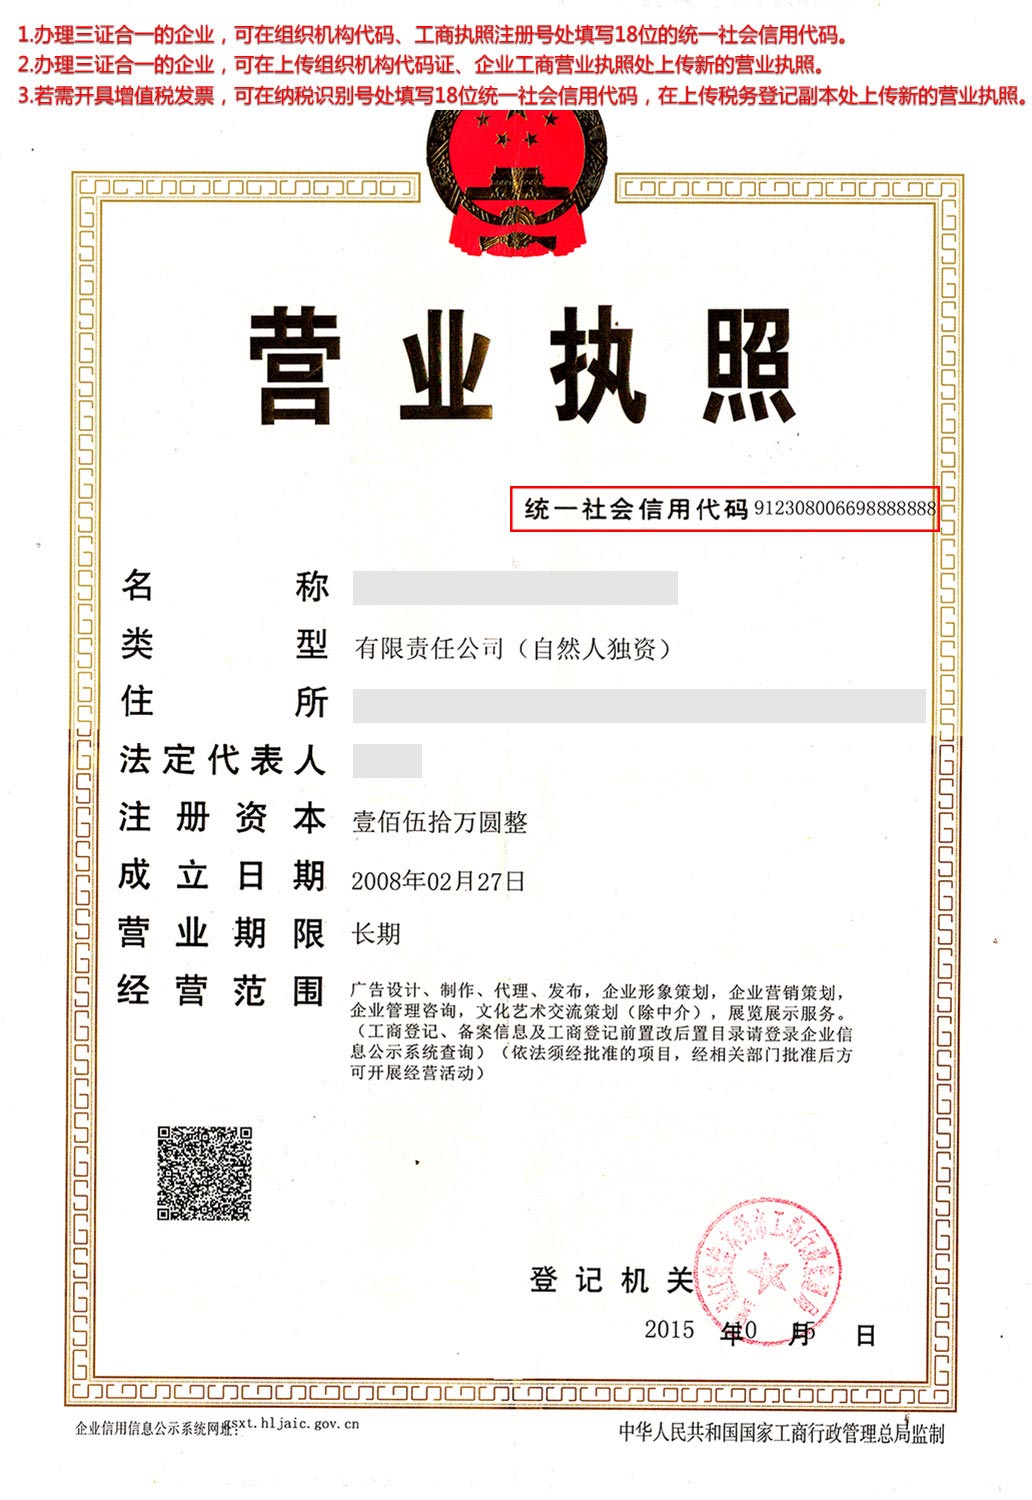 1.办理三证合一的企业，可在组织机构代码、工商执照注册号处填写18位的统一社会信用代码。
2.办理三证合一的企业，可在上传组织机构代码证、企业工商营业执照处上传新的营业执照。
3.若需开具增值税发票，可在纳税识别号处填写18位统一社会信用代码，在上传税务登记副本处上传新的营业执照。
营业执照
统一社会信用代码 912308006698888888
名称
类型 有限责任公司（自然人独资）
住所
法定代表人
注册资本 壹佰伍拾万圆整
成立日期 2008年02月27日
营业期限 长期
经营范围 广告设计、制作、代理、发布，企业形象策划，企业营销策划，
企业管理咨询，文化艺术交流策划（除中介），展览展示服务。
（工商登记、备案信息及工商登记前置改后置目录请登录企业信
息公示系统查询）（依法须经批准的项目，经相关部门批准后方
可开展经营活动）
登记机关
2015 年10 月15 日
企业信用信息公示系统网址：gsxt.hljaic.gov.cn
中华人民共和国国家工商行政管理总局监制